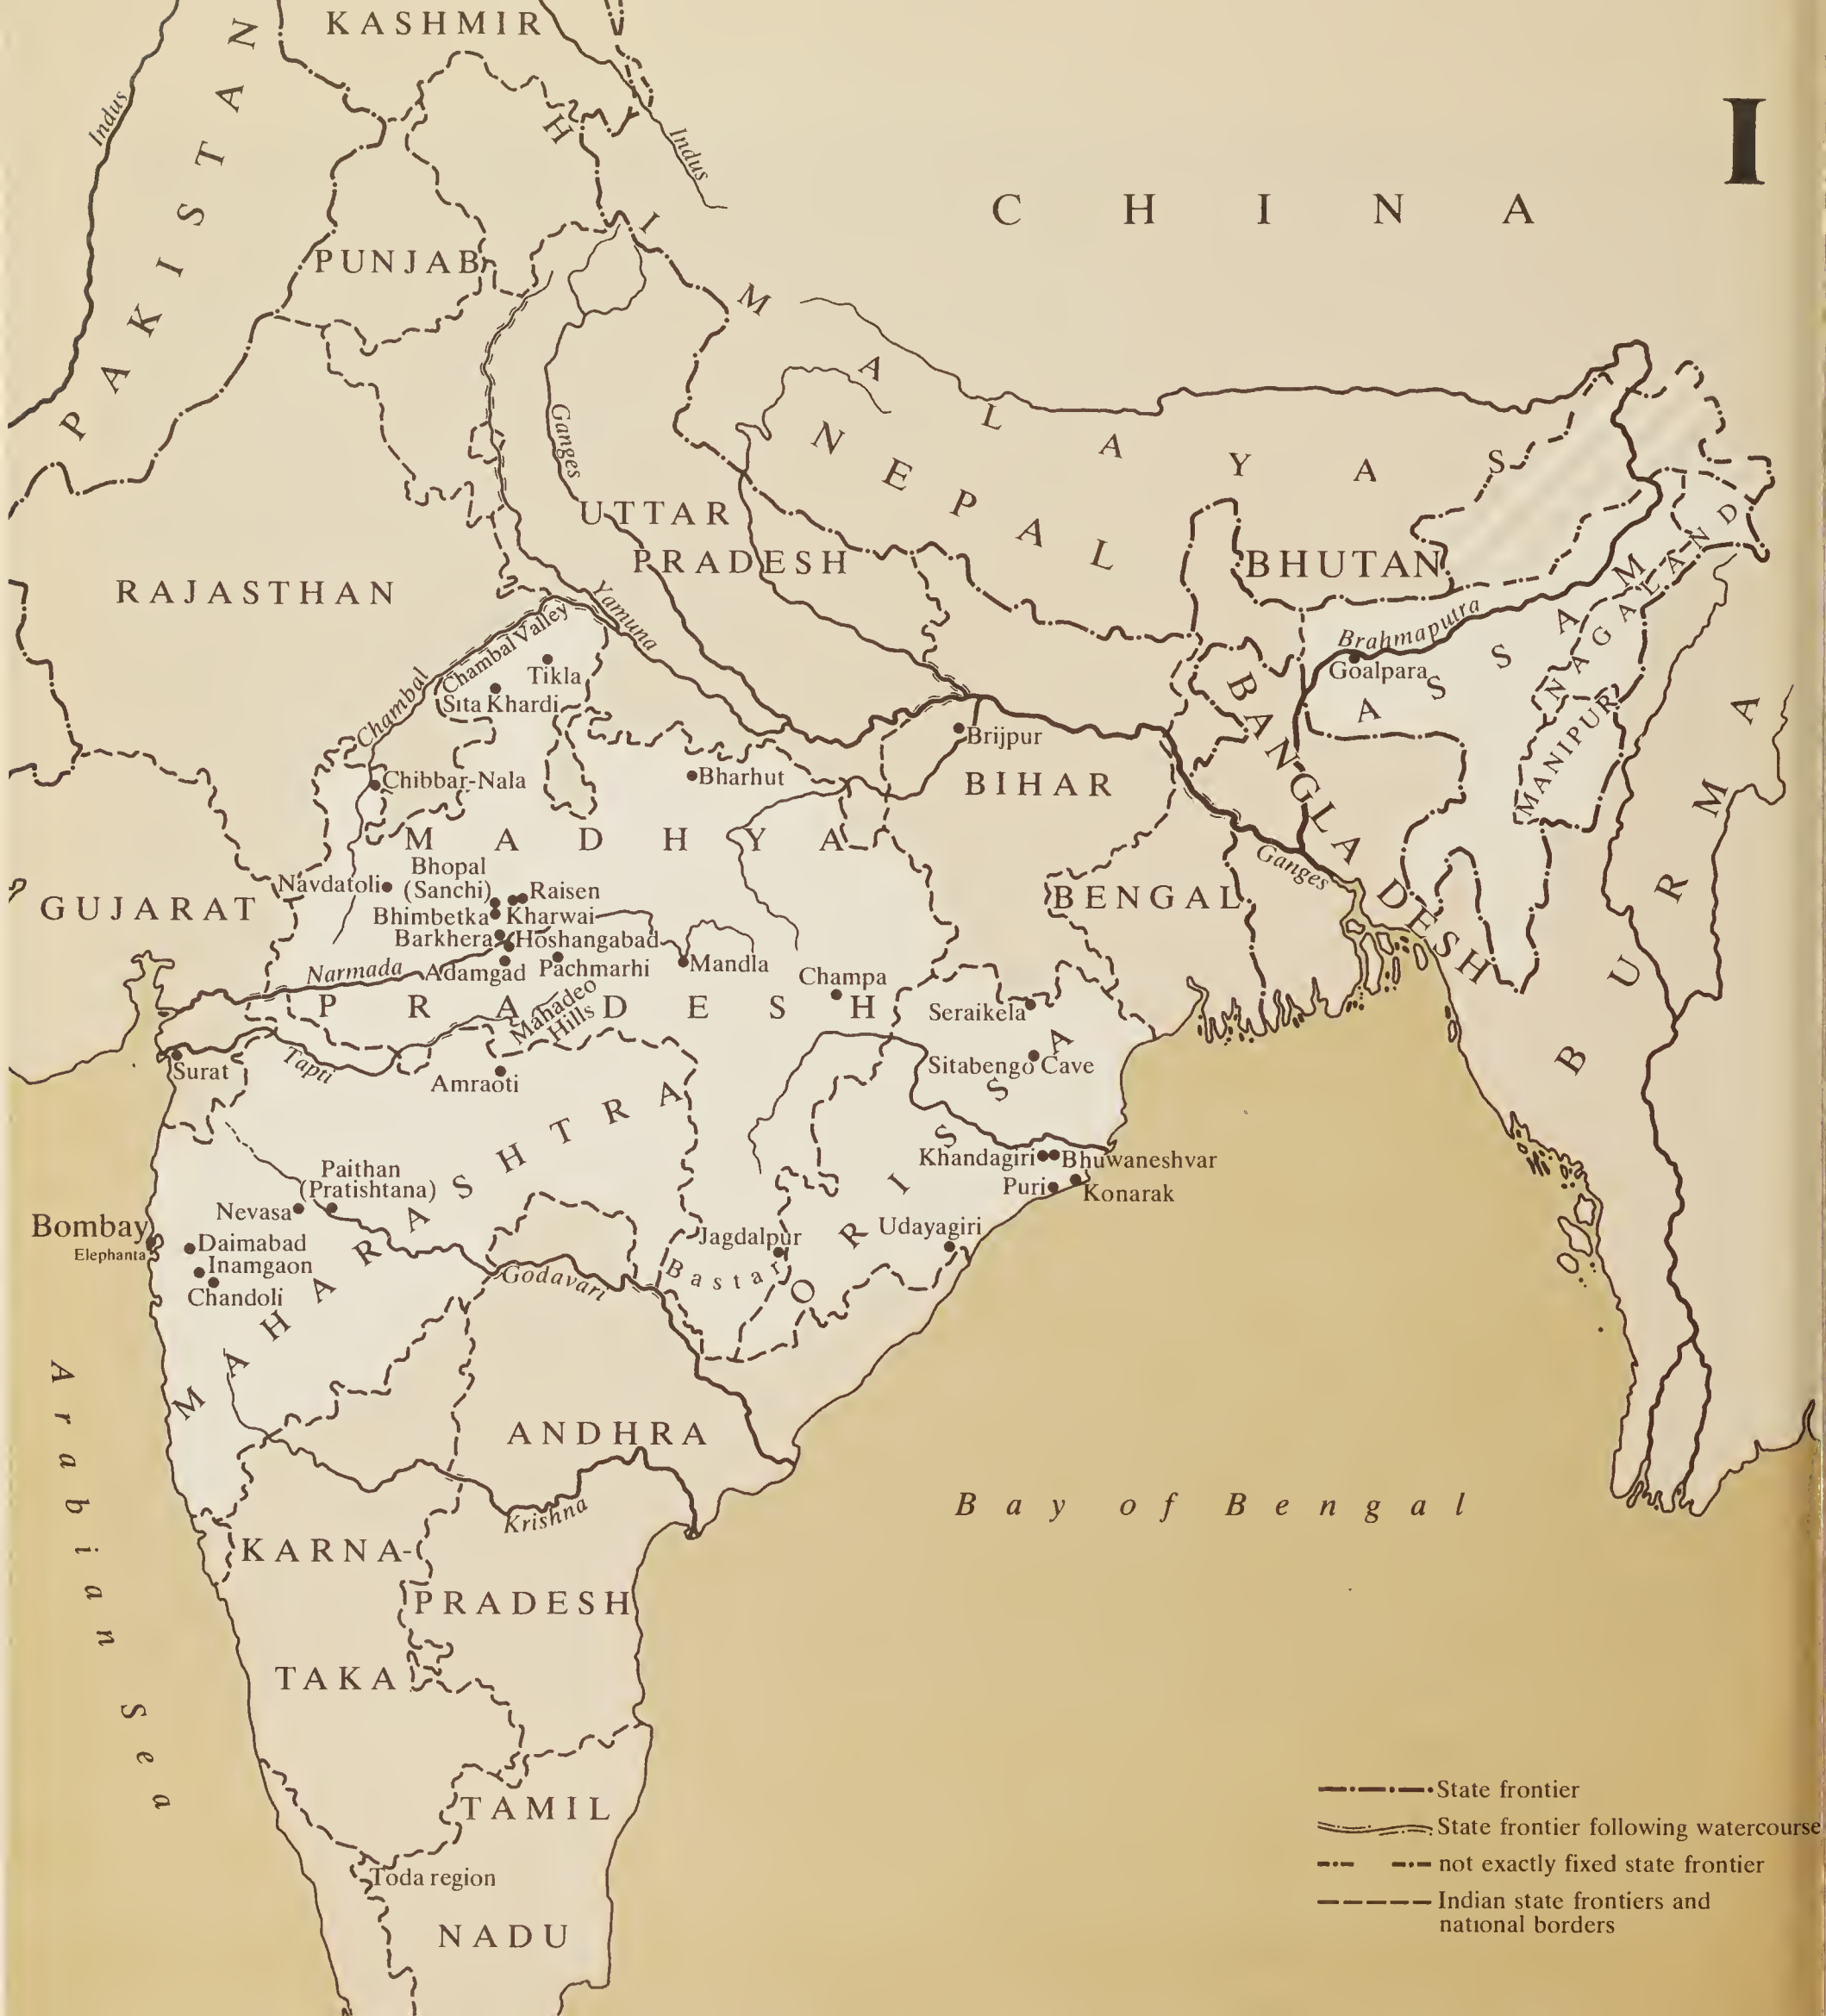 KASHMIR
I
Indus
Indus
PAKISTAN
CHINA
PUNJAB
HIMALAYAS
NEPAL
Ganges
UTTAR
PRADESH
BHUTAN
RAJASTHAN
Yamuna
Brahmaputra
Goalpara
ASSAM
NAGALAND
MANIPUR
Chambal Valley
Chambal
Tikla
Sita Khardi
Chibbar-Nala
Bharhut
Brijpur
BIHAR
BANGLA
DESH
BURMA
MADHYA
Bhopal
(Sanchi)
Raisen
Navdatoli
Bhimbetka
Kharwai
Barkhera
Hoshangabad
Adamgad
Pachmarhi
Mandla
Champa
GUJARAT
BENGAL
Ganges
Narmada
PRADESH
Mahadeo
Hills
Seraikela
Sitabengo Cave
Surat
Tapti
Amraoti
MAHARASHTRA
ORISSA
Khandagiri
Bhuwaneshvar
Puri
Konarak
Paithan
(Pratishtana)
Nevasa
Bombay
Elephanta
Daimabad
Inamgaon
Chandoli
Jagdalpur
Udayagiri
Bastar
Godavari
ANDHRA
Krishna
Arabian Sea
Bay of Bengal
KARNA-
PRADESH
TAKA
TAMIL
Toda region
NADU
State frontier
State frontier following watercourse
not exactly fixed state frontier
Indian state frontiers and
national borders